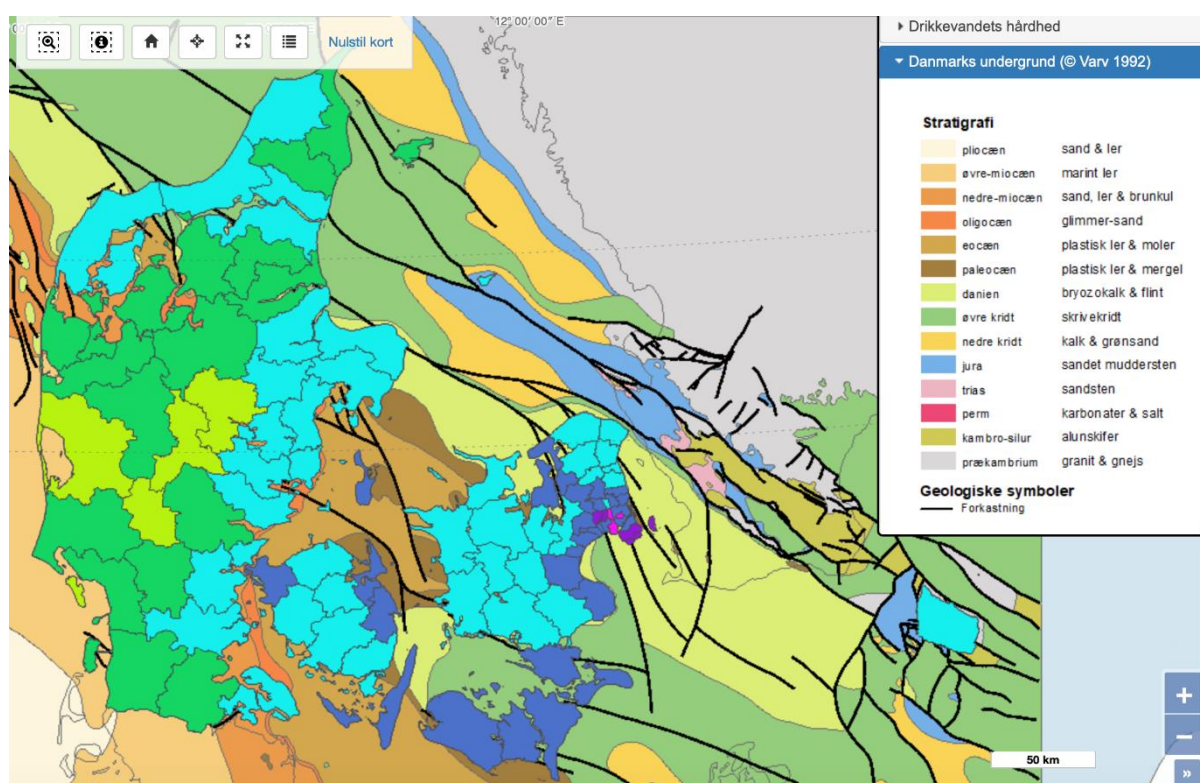 12° 00' 00" E
Nulstil kort
Drikkevandets hårdhed
Danmarks undergrund (© Varv 1992)
Stratigrafi
pliocæn sand & ler
øvre-miocæn marint ler
nedre-miocæn sand, ler & brunkul
oligocæn glimmer-sand
eocæn plastisk ler & moler
paleocæn plastisk ler & mergel
danien bryozokalk & flint
øvre kridt skrivekridt
nedre kridt kalk & grønsand
jura sandet muddersten
trias sandsten
perm karbonater & salt
kambro-silur alunskifer
prækambrium granit & gnejs
Geologiske symboler
Forkastning
50 km
+
−
»